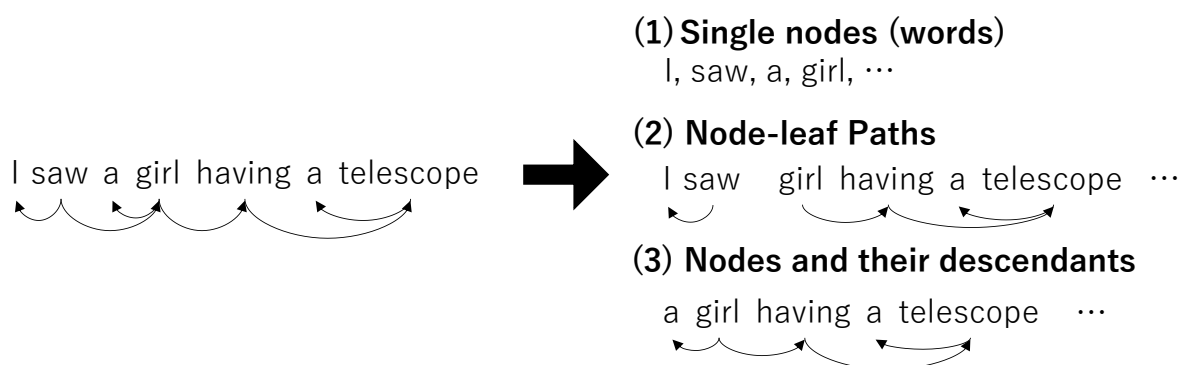 I saw a girl having a telescope
(1) Single nodes (words)
I, saw, a, girl, ⋯
(2) Node-leaf Paths
I saw girl having a telescope ⋯
(3) Nodes and their descendants
a girl having a telescope ⋯